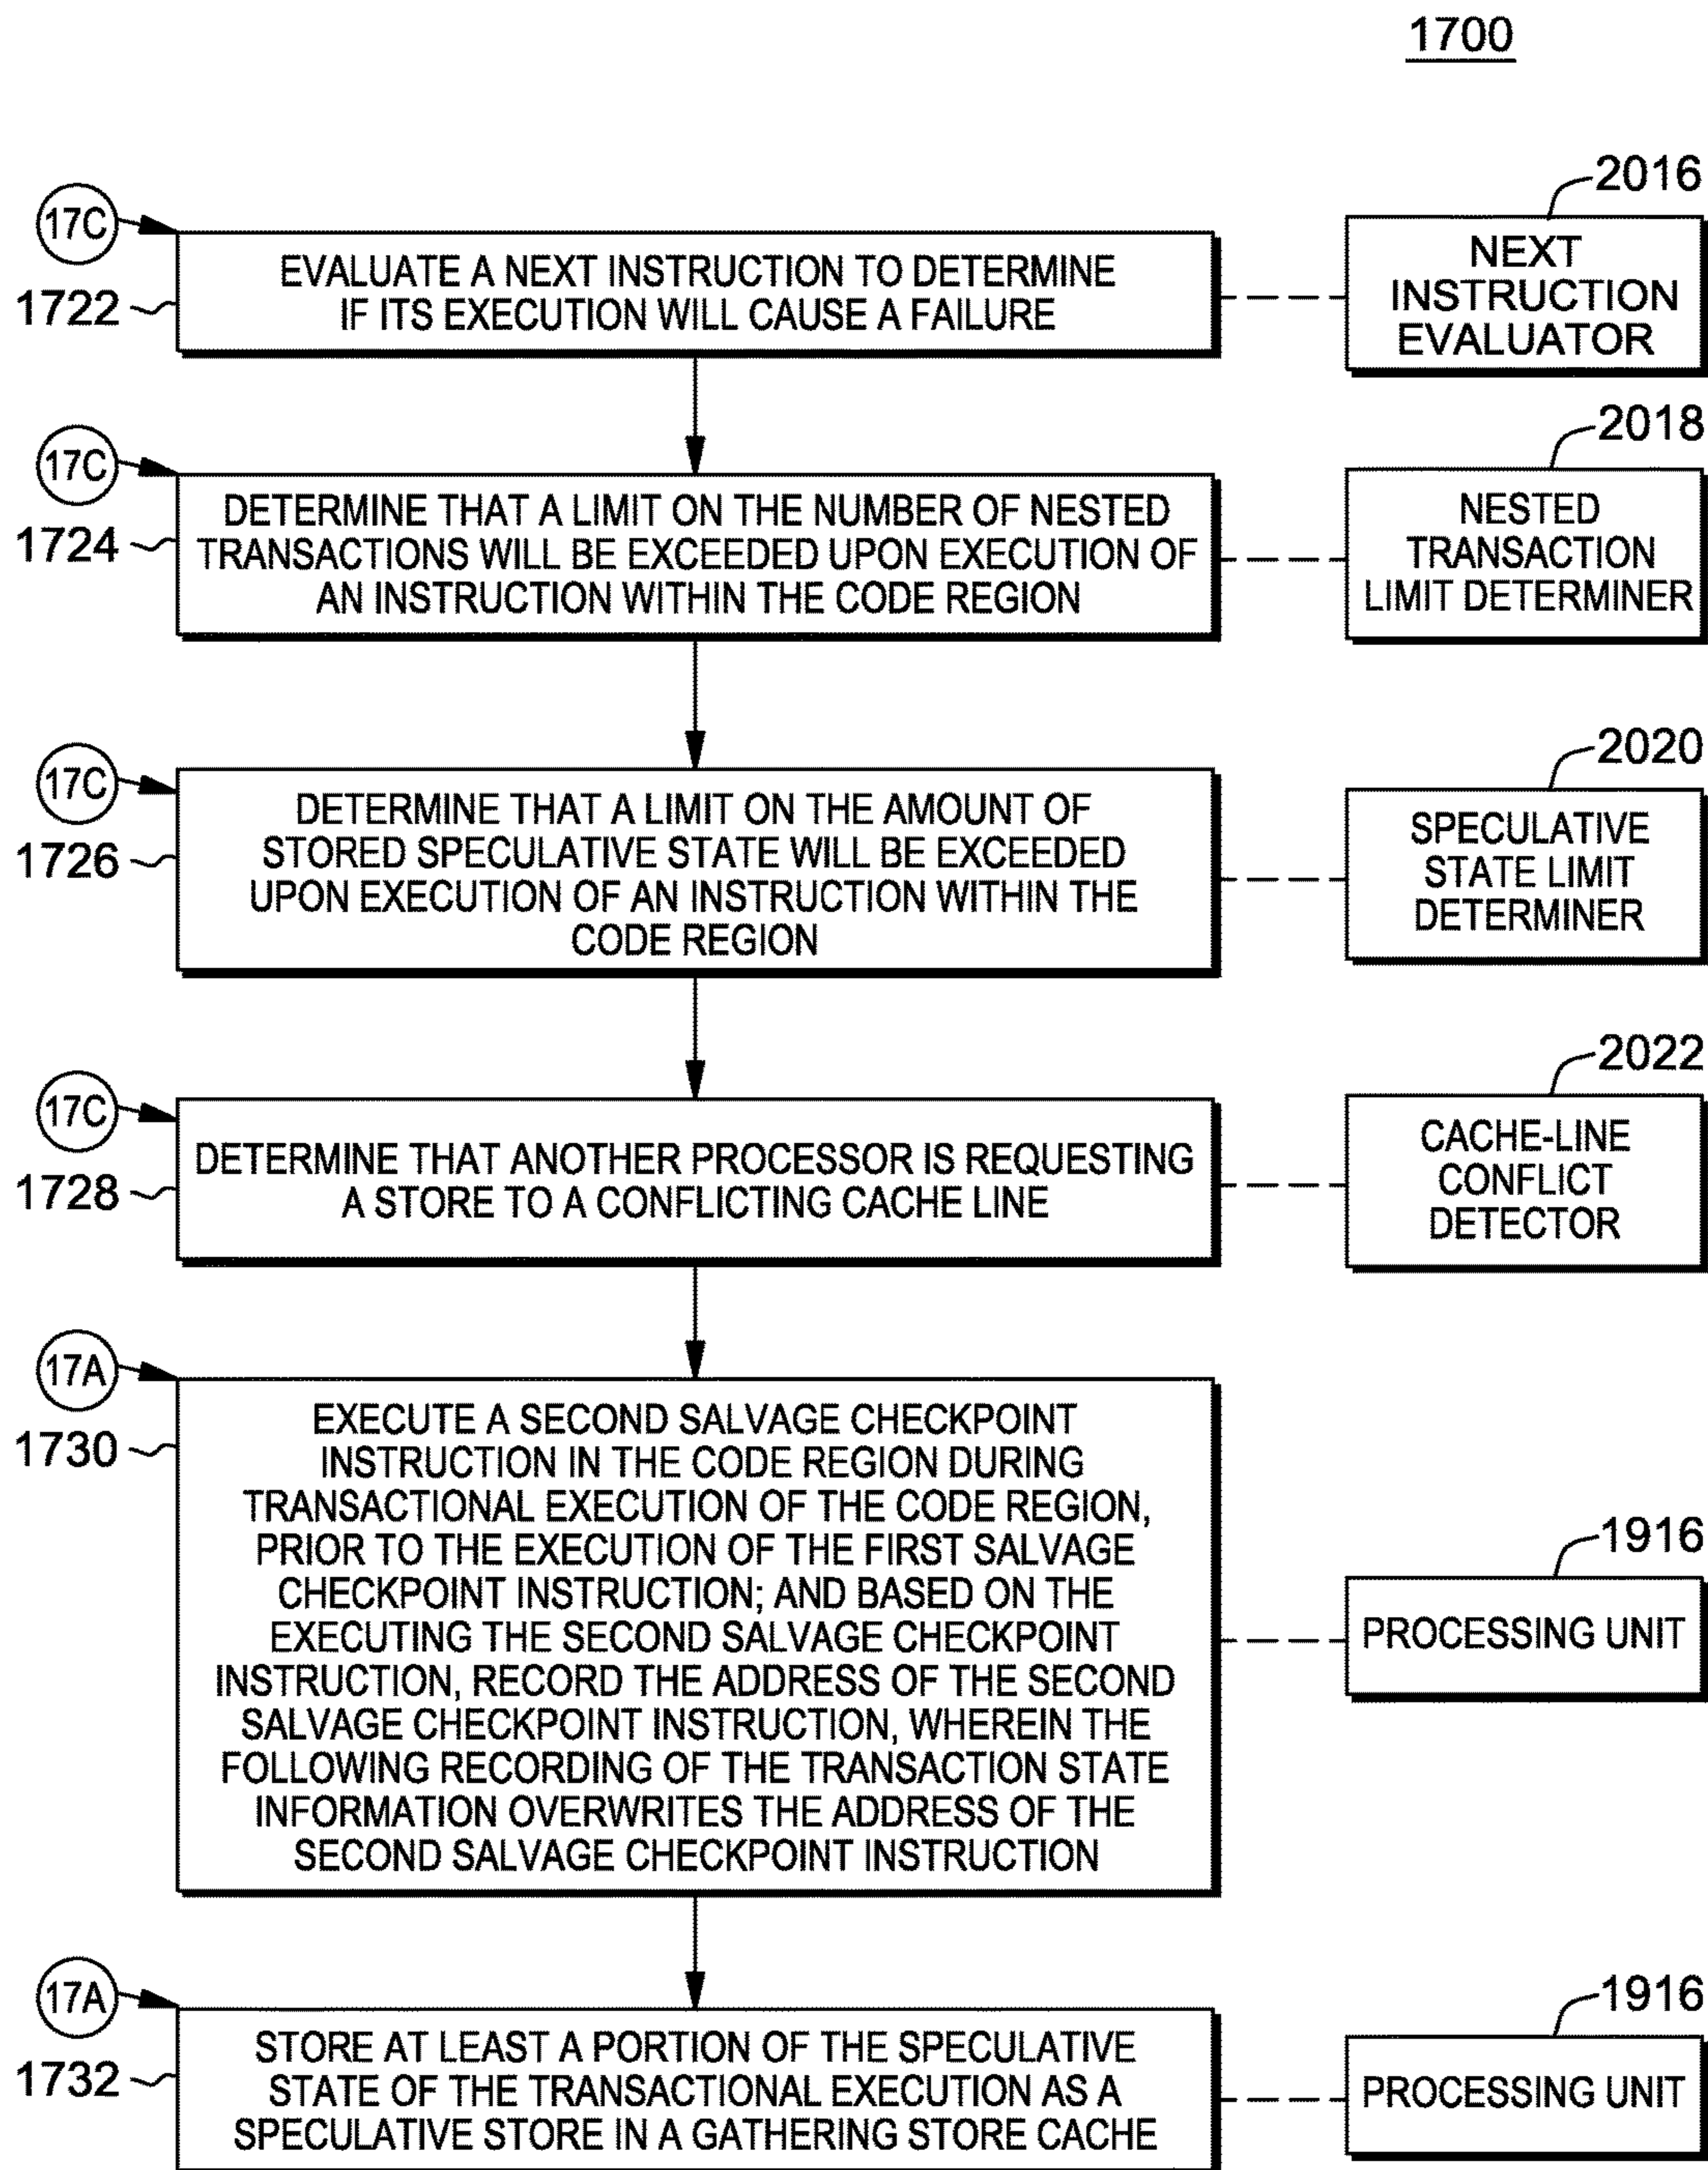 1700
17C
1722
EVALUATE A NEXT INSTRUCTION TO DETERMINE
IF ITS EXECUTION WILL CAUSE A FAILURE
2016
NEXT
INSTRUCTION
EVALUATOR
17C
1724
DETERMINE THAT A LIMIT ON THE NUMBER OF NESTED
TRANSACTIONS WILL BE EXCEEDED UPON EXECUTION OF
AN INSTRUCTION WITHIN THE CODE REGION
2018
NESTED
TRANSACTION
LIMIT DETERMINER
17C
1726
DETERMINE THAT A LIMIT ON THE AMOUNT OF
STORED SPECULATIVE STATE WILL BE EXCEEDED
UPON EXECUTION OF AN INSTRUCTION WITHIN THE
CODE REGION
2020
SPECULATIVE
STATE LIMIT
DETERMINER
17C
1728
DETERMINE THAT ANOTHER PROCESSOR IS REQUESTING
A STORE TO A CONFLICTING CACHE LINE
2022
CACHE-LINE
CONFLICT
DETECTOR
17A
1730
EXECUTE A SECOND SALVAGE CHECKPOINT
INSTRUCTION IN THE CODE REGION DURING
TRANSACTIONAL EXECUTION OF THE CODE REGION,
PRIOR TO THE EXECUTION OF THE FIRST SALVAGE
CHECKPOINT INSTRUCTION; AND BASED ON THE
EXECUTING THE SECOND SALVAGE CHECKPOINT
INSTRUCTION, RECORD THE ADDRESS OF THE SECOND
SALVAGE CHECKPOINT INSTRUCTION, WHEREIN THE
FOLLOWING RECORDING OF THE TRANSACTION STATE
INFORMATION OVERWRITES THE ADDRESS OF THE
SECOND SALVAGE CHECKPOINT INSTRUCTION
1916
PROCESSING UNIT
17A
1732
STORE AT LEAST A PORTION OF THE SPECULATIVE
STATE OF THE TRANSACTIONAL EXECUTION AS A
SPECULATIVE STORE IN A GATHERING STORE CACHE
1916
PROCESSING UNIT